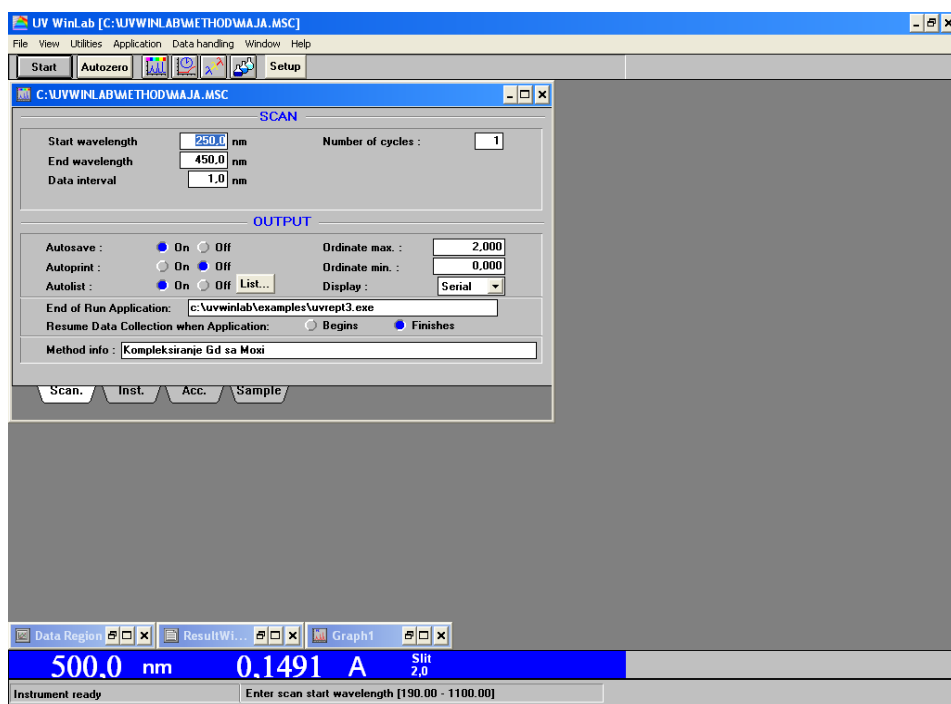 UV WinLab [C:\UVWINLAB\METHOD\MAJA.MSC]
File View Utilities Application Data handling Window Help
Start Autozero Setup
C:\UVWINLAB\METHOD\MAJA.MSC
SCAN
Start wavelength 250,0 nm Number of cycles : 1
End wavelength 450,0 nm
Data interval 1,0 nm
OUTPUT
Autosave : On Off Ordinate max. : 2,000
Autoprint : On Off Ordinate min. : 0,000
Autolist : On Off List... Display : Serial
End of Run Application: c:\uvwinlab\examples\uvrept3.exe
Resume Data Collection when Application: Begins Finishes
Method info : Kompleksiranje Gd sa Moxi
Scan. Inst. Acc. Sample
Data Region ResultWi... Graph1
500,0 nm 0,1491 A Slit 2,0
Instrument ready Enter scan start wavelength [190.00 - 1100.00]